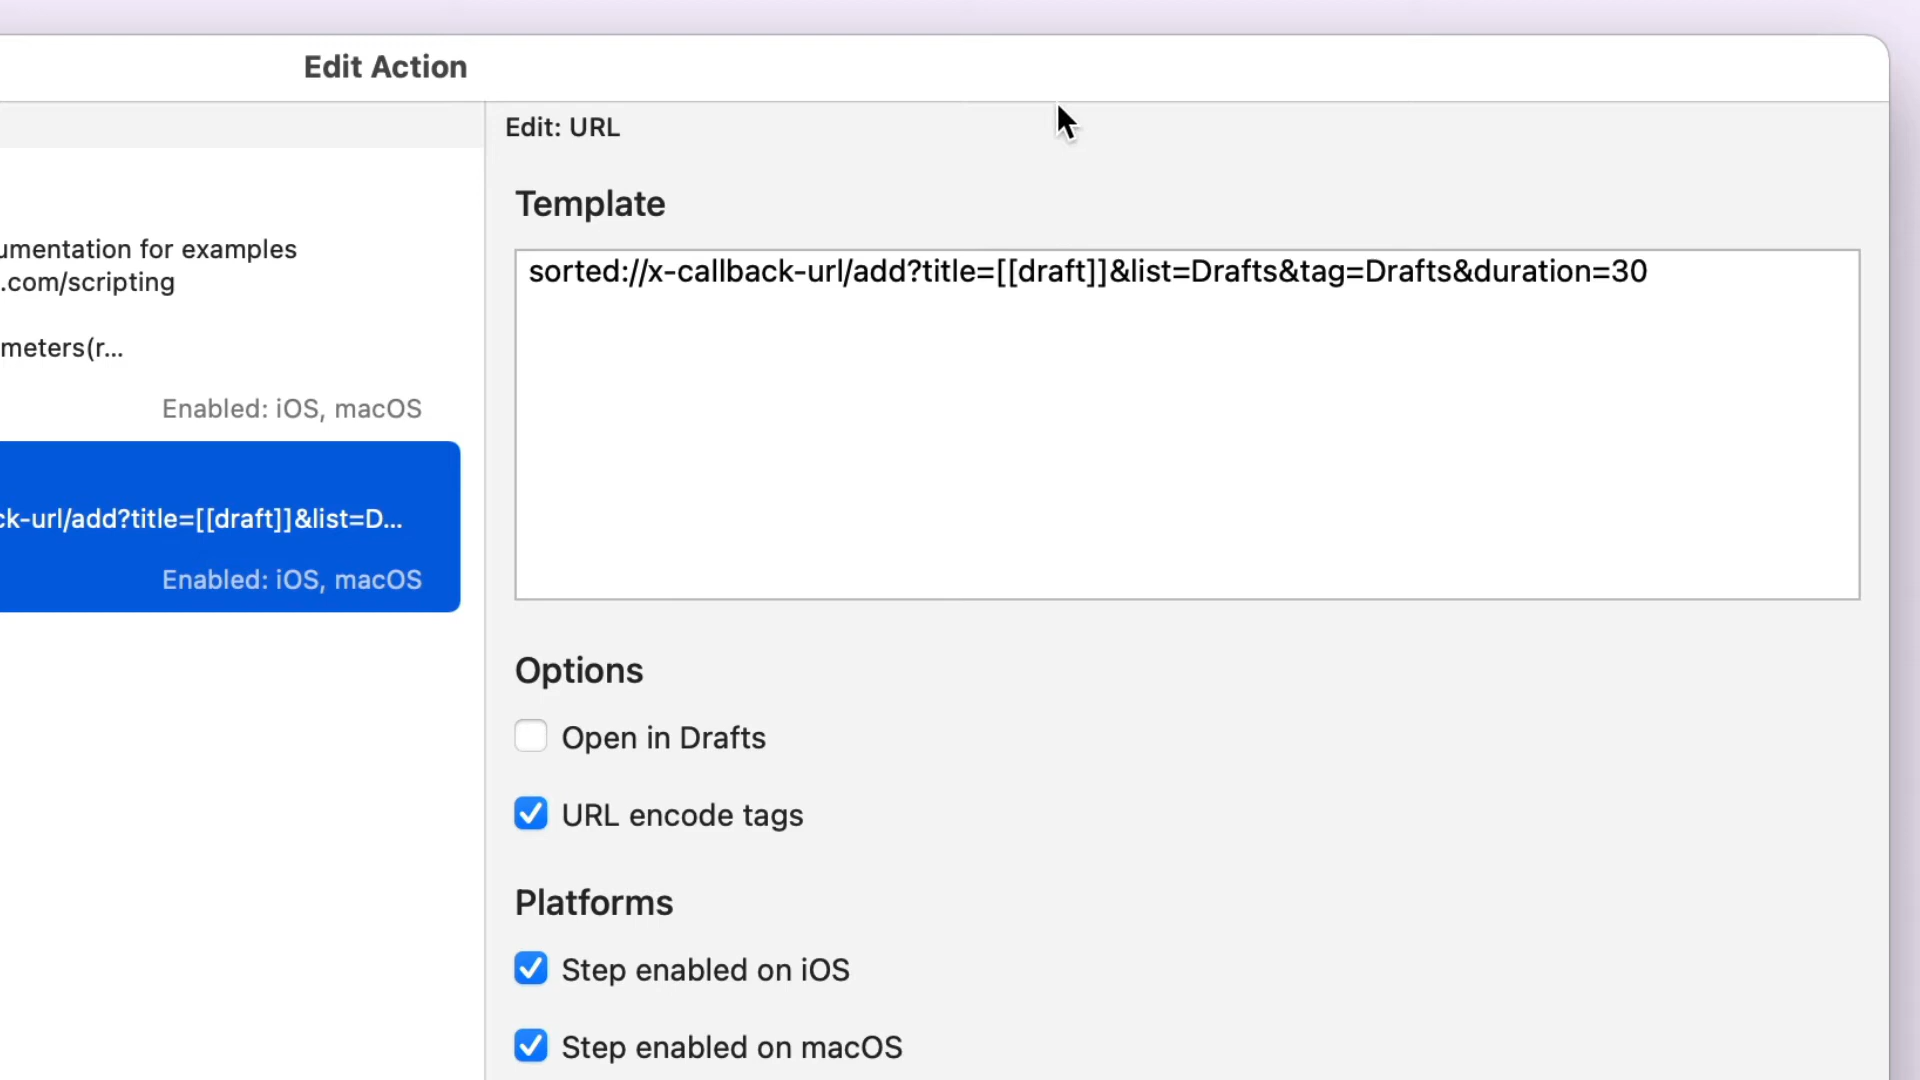 Edit Action
Edit: URL
Template
sorted://x-callback-url/add?title=[[draft]]&list=Drafts&tag=Drafts&duration=30
umentation for examples
.com/scripting
meters(r...
Enabled: iOS, macOS
ck-url/add?title=[[draft]]&list=D...
Enabled: iOS, macOS
Options
Open in Drafts
URL encode tags
Platforms
Step enabled on iOS
Step enabled on macOS